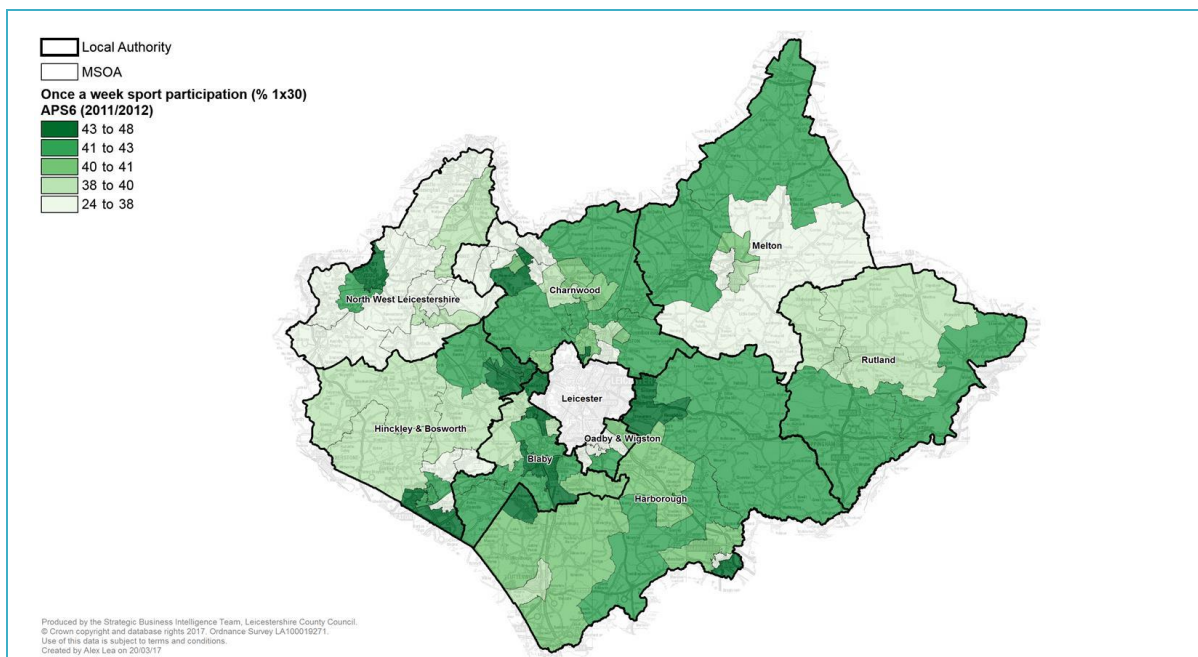 Local Authority
MSOA
Once a week sport participation (% 1x30)
APS6 (2011/2012)
43 to 48
41 to 43
40 to 41
38 to 40
24 to 38
Melton
North West Leicestershire
Charnwood
Rutland
Leicester
Hinckley & Bosworth
Oadby & Wigston
Blaby
Harborough
Produced by the Strategic Business Intelligence Team, Leicestershire County Council.
© Crown copyright and database rights 2017. Ordnance Survey LA100019271.
Use of this data is subject to terms and conditions.
Created by Alex Lea on 20/03/17